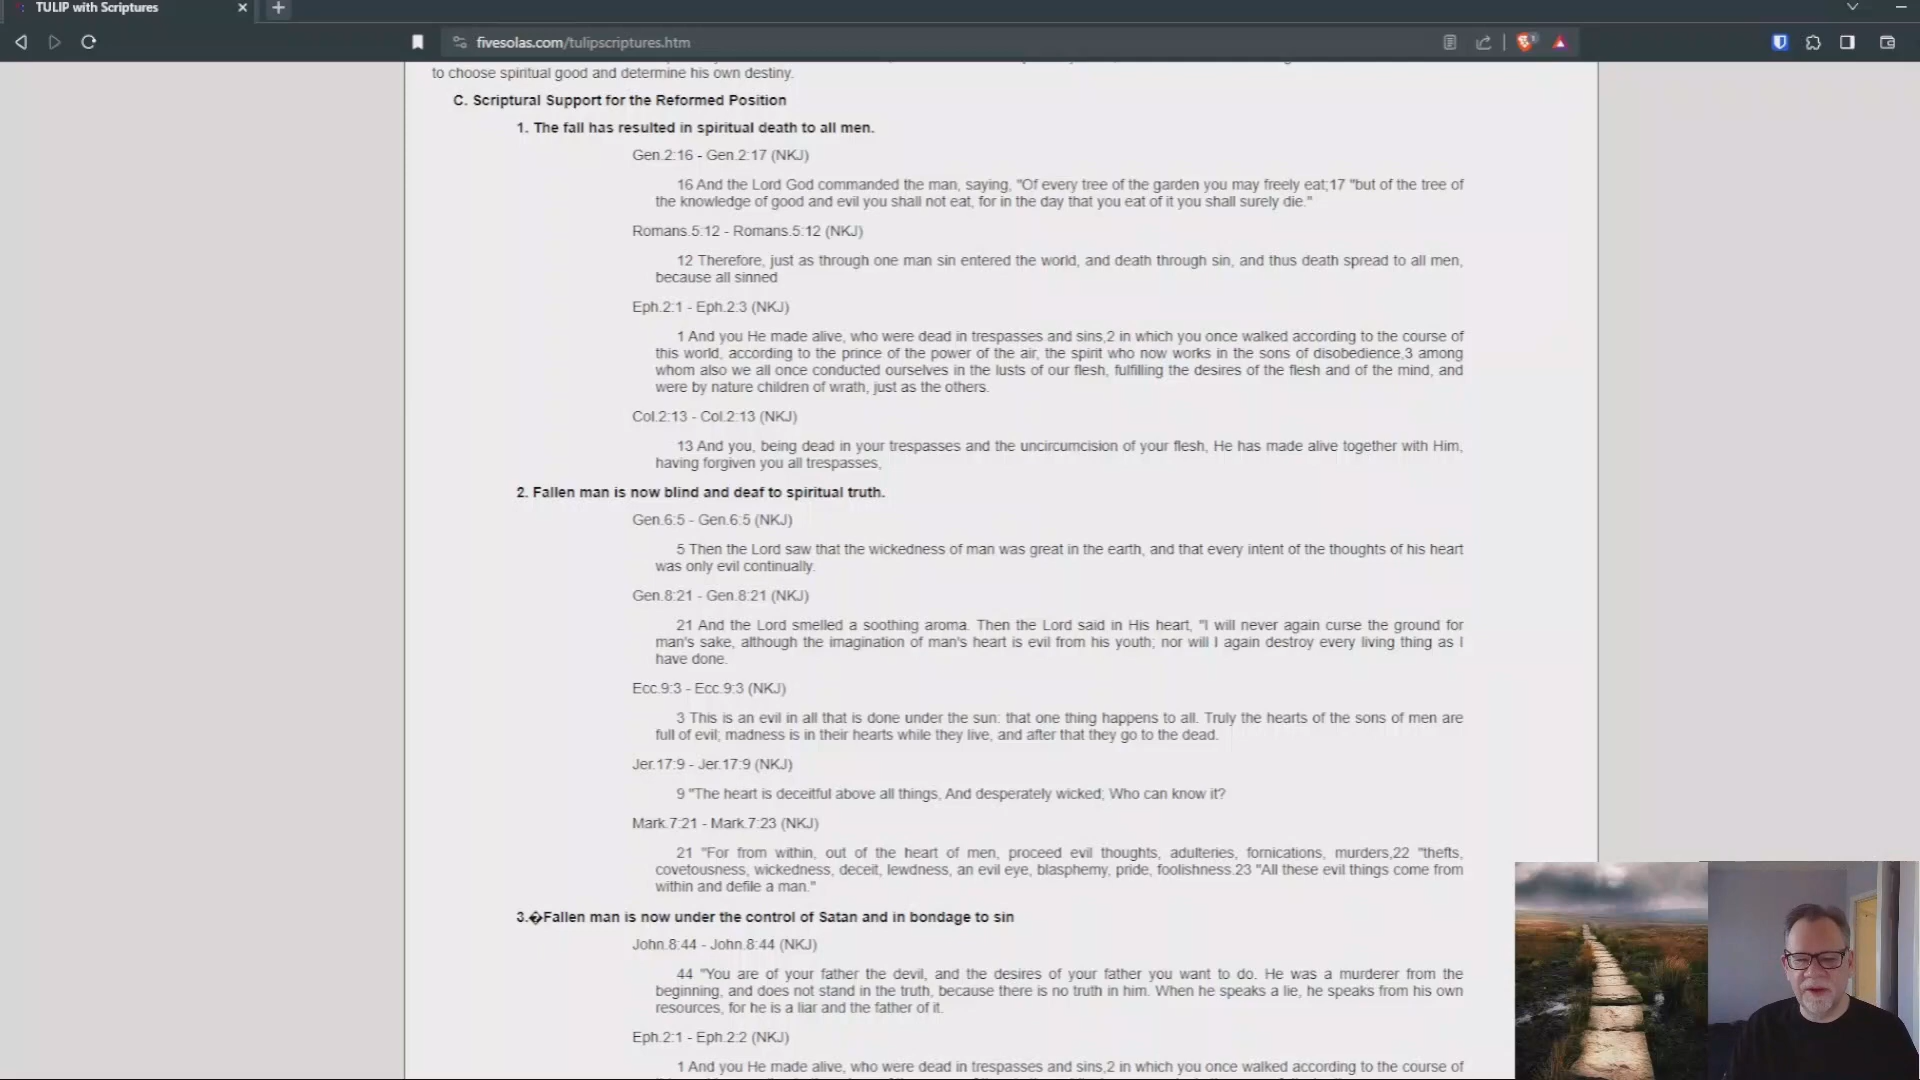 TULIP with Scriptures
fivesolas.com/tulipscriptures.htm
to choose spiritual good and determine his own destiny.
C. Scriptural Support for the Reformed Position
1. The fall has resulted in spiritual death to all men.
Gen.2:16 - Gen.2:17 (NKJ)
16 And the Lord God commanded the man, saying, "Of every tree of the garden you may freely eat;17 "but of the tree of
the knowledge of good and evil you shall not eat, for in the day that you eat of it you shall surely die."
Romans.5:12 - Romans.5:12 (NKJ)
12 Therefore, just as through one man sin entered the world, and death through sin, and thus death spread to all men,
because all sinned
Eph.2:1 - Eph.2:3 (NKJ)
1 And you He made alive, who were dead in trespasses and sins,2 in which you once walked according to the course of
this world, according to the prince of the power of the air, the spirit who now works in the sons of disobedience,3 among
whom also we all once conducted ourselves in the lusts of our flesh, fulfilling the desires of the flesh and of the mind, and
were by nature children of wrath, just as the others.
Col.2:13 - Col.2:13 (NKJ)
13 And you, being dead in your trespasses and the uncircumcision of your flesh, He has made alive together with Him,
having forgiven you all trespasses,
2. Fallen man is now blind and deaf to spiritual truth.
Gen.6:5 - Gen.6:5 (NKJ)
5 Then the Lord saw that the wickedness of man was great in the earth, and that every intent of the thoughts of his heart
was only evil continually.
Gen.8:21 - Gen.8:21 (NKJ)
21 And the Lord smelled a soothing aroma. Then the Lord said in His heart, "I will never again curse the ground for
man's sake, although the imagination of man's heart is evil from his youth; nor will I again destroy every living thing as I
have done.
Ecc.9:3 - Ecc.9:3 (NKJ)
3 This is an evil in all that is done under the sun: that one thing happens to all. Truly the hearts of the sons of men are
full of evil; madness is in their hearts while they live, and after that they go to the dead.
Jer.17:9 - Jer.17:9 (NKJ)
9 "The heart is deceitful above all things, And desperately wicked; Who can know it?
Mark.7:21 - Mark.7:23 (NKJ)
21 "For from within, out of the heart of men, proceed evil thoughts, adulteries, fornications, murders,22 "thefts,
covetousness, wickedness, deceit, lewdness, an evil eye, blasphemy, pride, foolishness.23 "All these evil things come from
within and defile a man."
3.�Fallen man is now under the control of Satan and in bondage to sin
John.8:44 - John.8:44 (NKJ)
44 "You are of your father the devil, and the desires of your father you want to do. He was a murderer from the
beginning, and does not stand in the truth, because there is no truth in him. When he speaks a lie, he speaks from his own
resources, for he is a liar and the father of it.
Eph.2:1 - Eph.2:2 (NKJ)
1 And you He made alive, who were dead in trespasses and sins,2 in which you once walked according to the course of